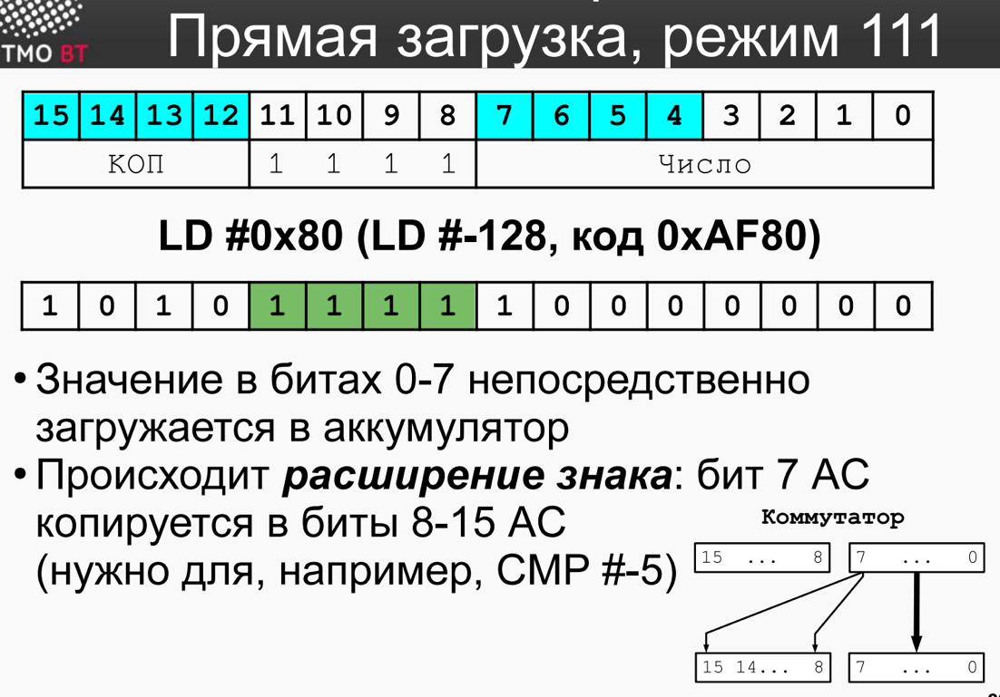 ТМО ВТ
Прямая загрузка, режим 111
15 14 13 12 11 10 9 8 7 6 5 4 3 2 1 0
КОП 1 1 1 1 Число
LD #0x80 (LD #-128, код 0xAF80)
1 0 1 0 1 1 1 1 1 0 0 0 0 0 0 0
• Значение в битах 0-7 непосредственно
загружается в аккумулятор
• Происходит расширение знака: бит 7 АС
копируется в биты 8-15 АС
(нужно для, например, CMP #-5)
Коммутатор
15 ... 8 7 ... 0
15 14... 8 7 ... 0